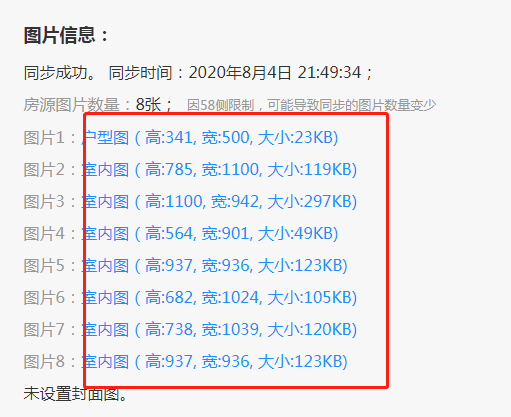 图片信息：
同步成功。 同步时间：2020年8月4日 21:49:34；
房源图片数量：8张； 因58侧限制，可能导致同步的图片数量变少
图片1：户型图 ( 高:341, 宽:500, 大小:23KB)
图片2：室内图 ( 高:785, 宽:1100, 大小:119KB)
图片3：室内图 ( 高:1100, 宽:942, 大小:297KB)
图片4：室内图 ( 高:564, 宽:901, 大小:49KB)
图片5：室内图 ( 高:937, 宽:936, 大小:123KB)
图片6：室内图 ( 高:682, 宽:1024, 大小:105KB)
图片7：室内图 ( 高:738, 宽:1039, 大小:120KB)
图片8：室内图 ( 高:937, 宽:936, 大小:123KB)
未设置封面图。